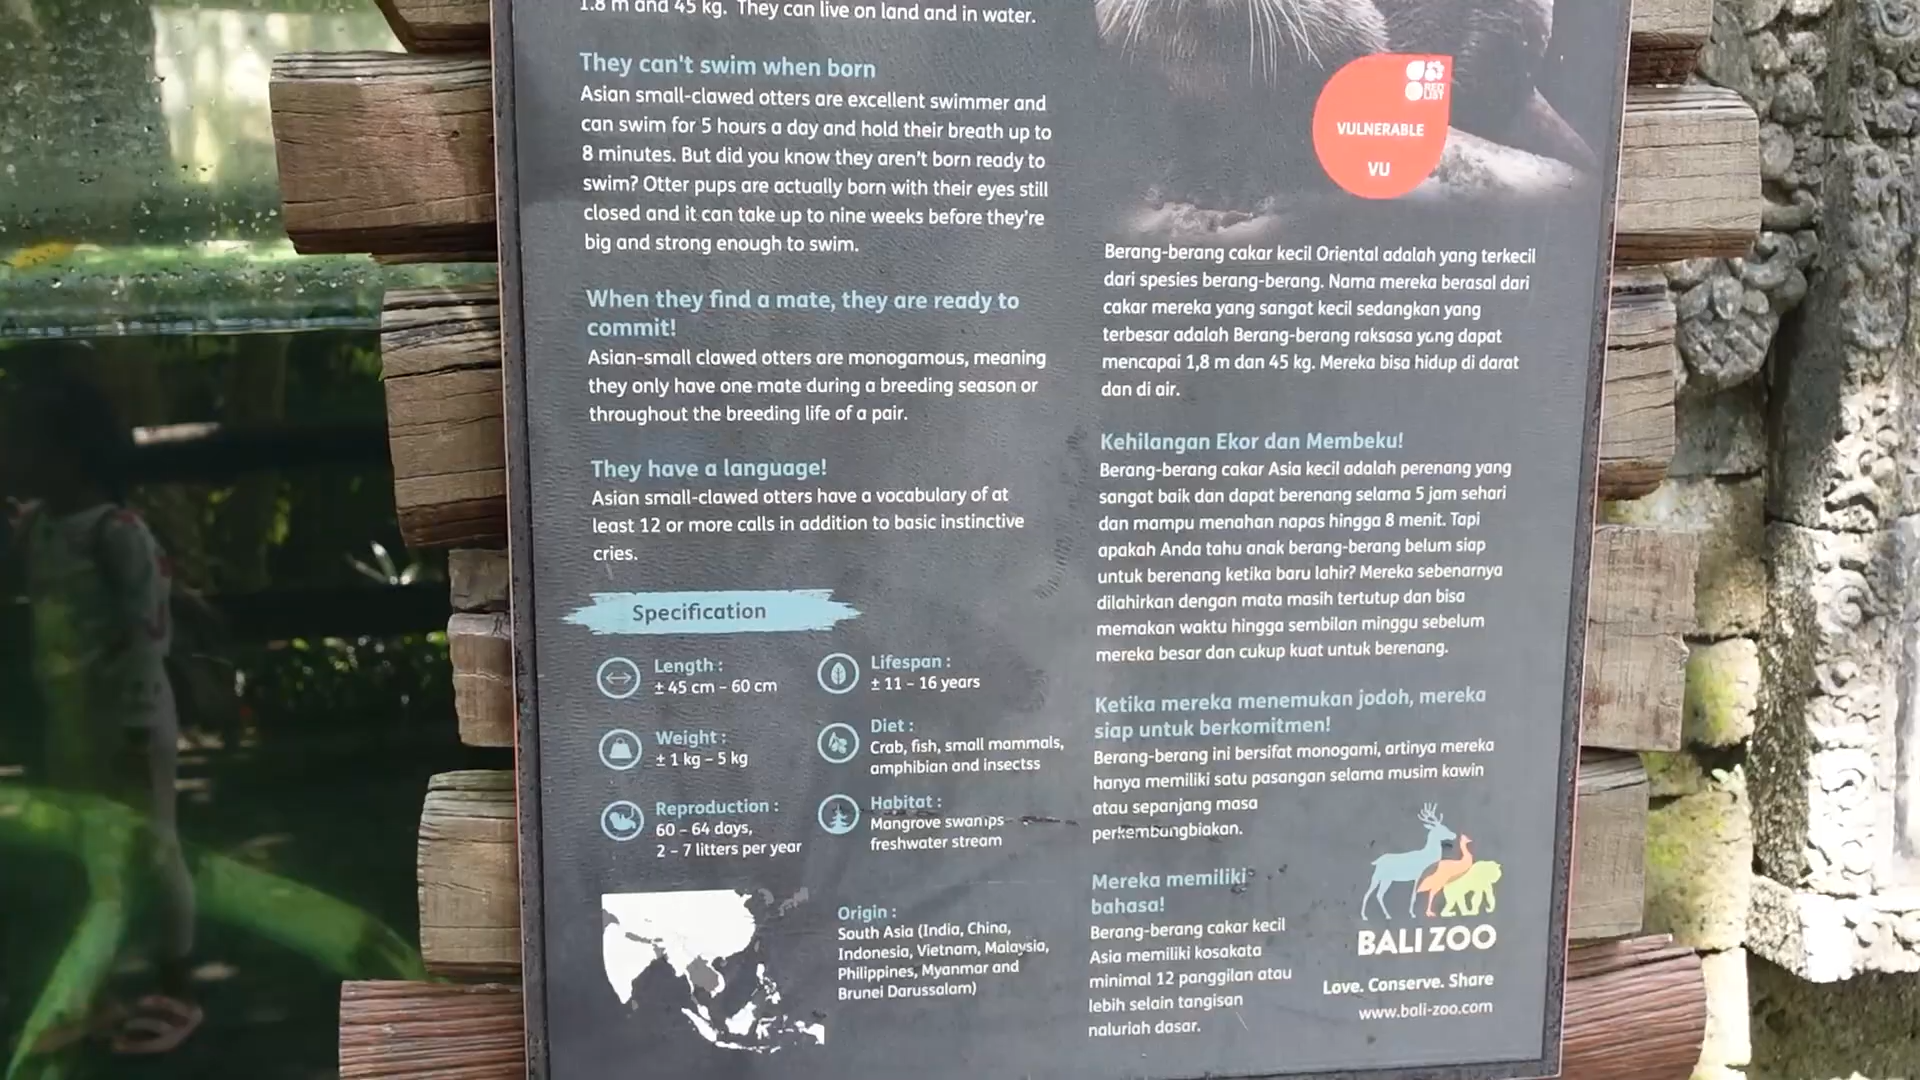 1.8 m and 45 kg. They can live on land and in water.
They can't swim when born
Asian small-clawed otters are excellent swimmer and
can swim for 5 hours a day and hold their breath up to
8 minutes. But did you know they aren't born ready to
swim? Otter pups are actually born with their eyes still
closed and it can take up to nine weeks before they're
big and strong enough to swim.
When they find a mate, they are ready to
commit!
Asian-small clawed otters are monogamous, meaning
they only have one mate during a breeding season or
throughout the breeding life of a pair.
They have a language!
Asian small-clawed otters have a vocabulary of at
least 12 or more calls in addition to basic instinctive
cries.
Specification
Length :
± 45 cm – 60 cm
Weight :
± 1 kg – 5 kg
Reproduction :
60 – 64 days,
2 – 7 litters per year
Lifespan :
± 11 – 16 years
Diet :
Crab, fish, small mammals,
amphibian and insectss
Habitat :
Mangrove swamps
freshwater stream
Origin :
South Asia (India, China,
Indonesia, Vietnam, Malaysia,
Philippines, Myanmar and
Brunei Darussalam)
RED
LIST
VULNERABLE
VU
Berang-berang cakar kecil Oriental adalah yang terkecil
dari spesies berang-berang. Nama mereka berasal dari
cakar mereka yang sangat kecil sedangkan yang
terbesar adalah Berang-berang raksasa yang dapat
mencapai 1,8 m dan 45 kg. Mereka bisa hidup di darat
dan di air.
Kehilangan Ekor dan Membeku!
Berang-berang cakar Asia kecil adalah perenang yang
sangat baik dan dapat berenang selama 5 jam sehari
dan mampu menahan napas hingga 8 menit. Tapi
apakah Anda tahu anak berang-berang belum siap
untuk berenang ketika baru lahir? Mereka sebenarnya
dilahirkan dengan mata masih tertutup dan bisa
memakan waktu hingga sembilan minggu sebelum
mereka besar dan cukup kuat untuk berenang.
Ketika mereka menemukan jodoh, mereka
siap untuk berkomitmen!
Berang-berang ini bersifat monogami, artinya mereka
hanya memiliki satu pasangan selama musim kawin
atau sepanjang masa
perkembangbiakan.
Mereka memiliki
bahasa!
Berang-berang cakar kecil
Asia memiliki kosakata
minimal 12 panggilan atau
lebih selain tangisan
naluriah dasar.
BALI ZOO
Love. Conserve. Share
www.bali-zoo.com